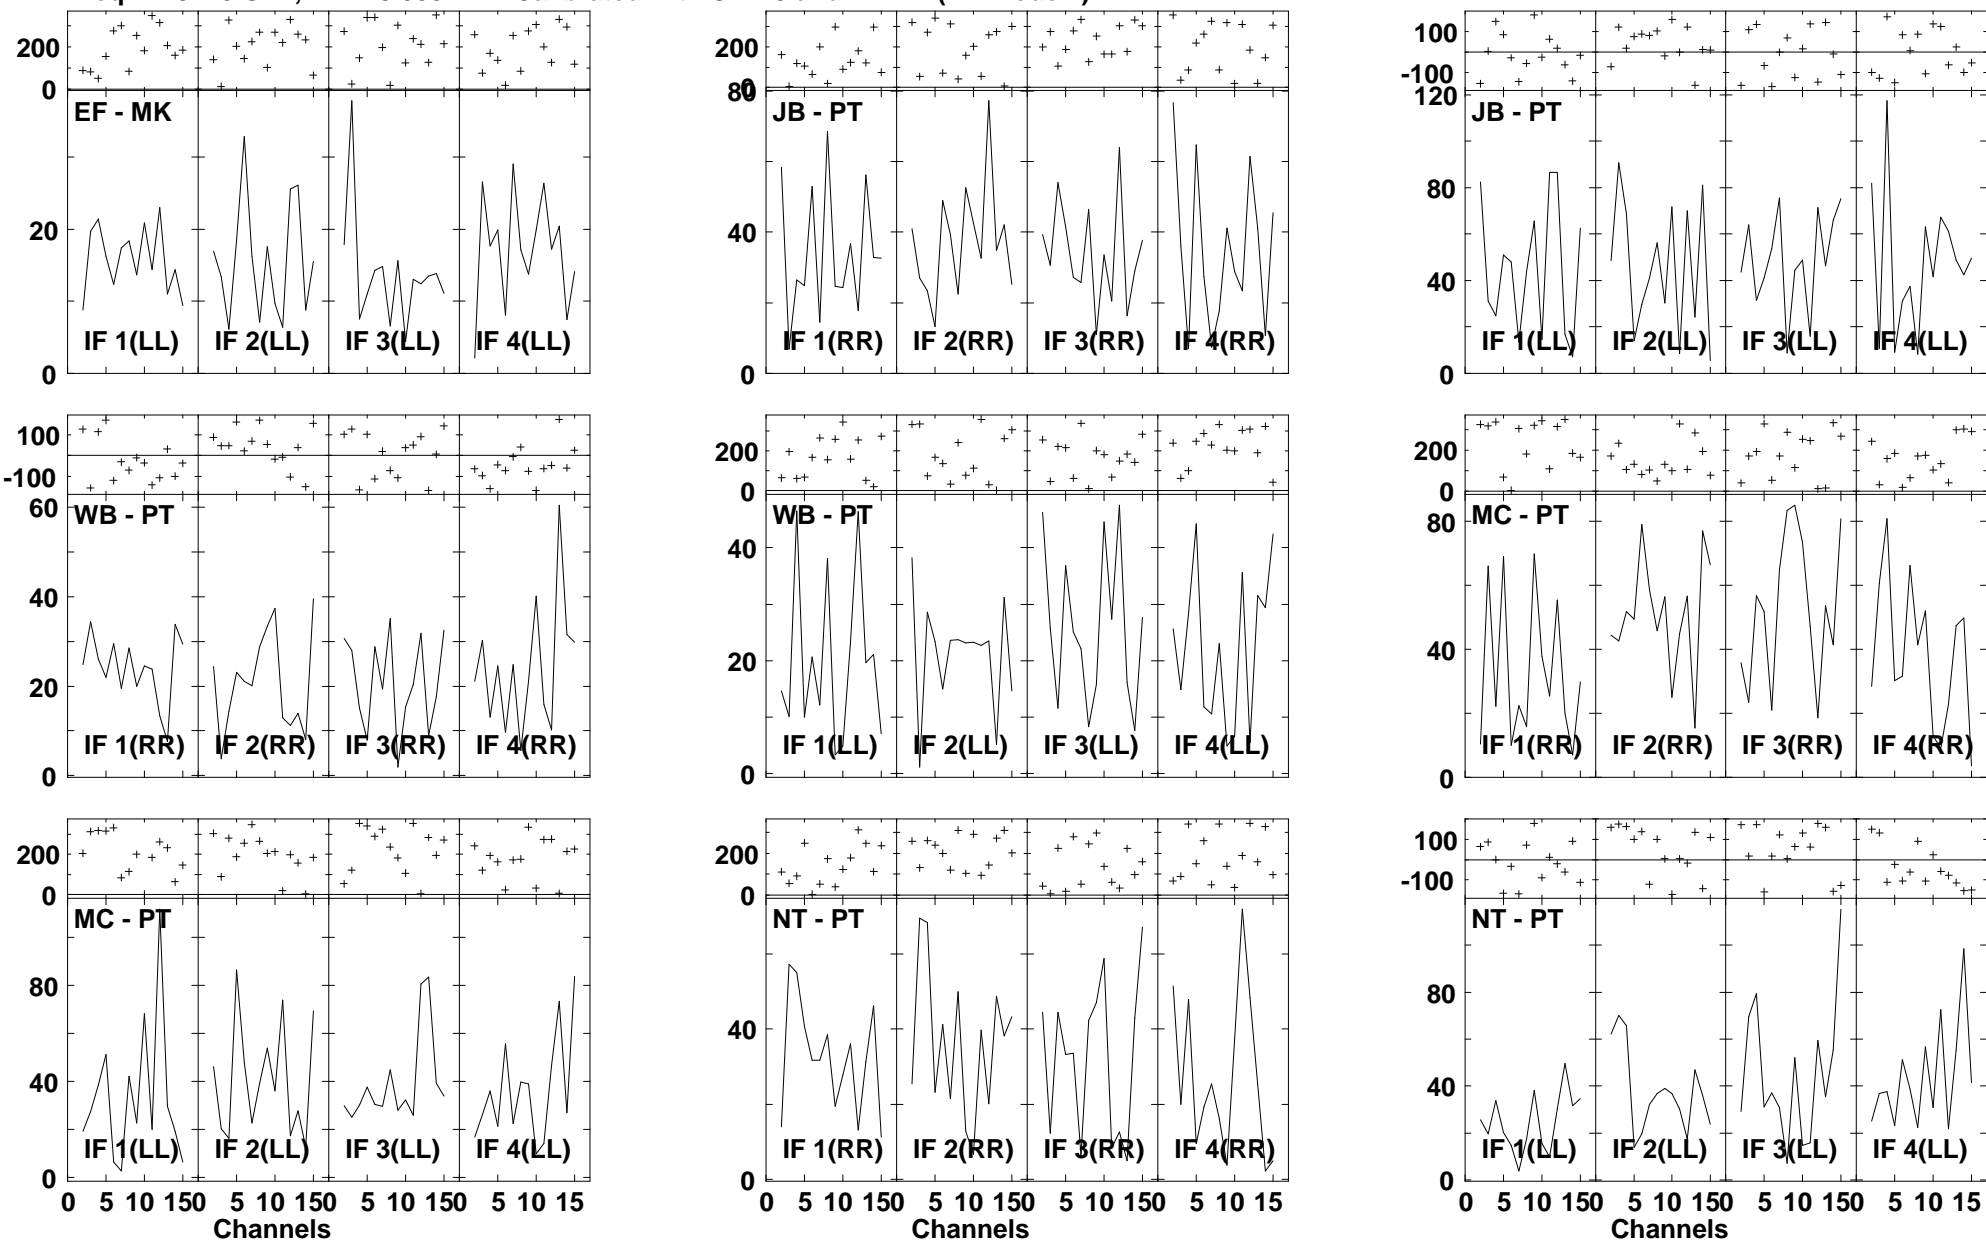 200
0
EF - MK
20
0
IF 1(LL) IF 2(LL) IF 3(LL) IF 4(LL)
200
0
80
JB - PT
40
0
IF 1(RR) IF 2(RR) IF 3(RR) IF 4(RR)
100
-100
120
JB - PT
80
40
0
IF 1(LL) IF 2(LL) IF 3(LL) IF 4(LL)
100
-100
60
WB - PT
40
20
0
IF 1(RR) IF 2(RR) IF 3(RR) IF 4(RR)
200
0
WB - PT
40
20
0
IF 1(LL) IF 2(LL) IF 3(LL) IF 4(LL)
200
0
80
MC - PT
40
0
IF 1(RR) IF 2(RR) IF 3(RR) IF 4(RR)
200
0
MC - PT
80
40
0
IF 1(LL) IF 2(LL) IF 3(LL) IF 4(LL)
0 5 10 150 5 10 150 5 10 150 5 10 15
Channels
200
0
NT - PT
40
0
IF 1(RR) IF 2(RR) IF 3(RR) IF 4(RR)
0 5 10 150 5 10 150 5 10 150 5 10 15
Channels
100
-100
NT - PT
80
40
0
IF 1(LL) IF 2(LL) IF 3(LL) IF 4(LL)
0 5 10 150 5 10 150 5 10 150 5 10 15
Channels